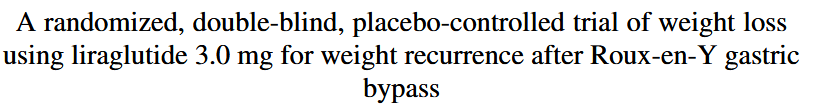 A randomized, double-blind, placebo-controlled trial of weight loss
using liraglutide 3.0 mg for weight recurrence after Roux-en-Y gastric
bypass